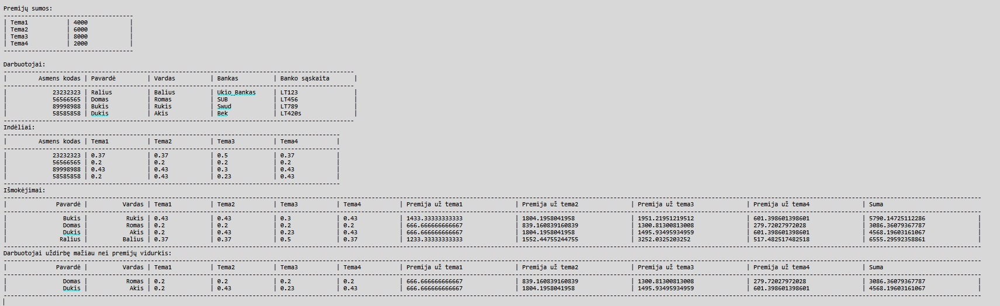 Premijų sumos:
-------------------------------------
| Tema1           | 4000            |
| Tema2           | 6000            |
| Tema3           | 8000            |
| Tema4           | 2000            |
-------------------------------------
Darbuotojai:
----------------------------------------------------------------------------------------------------
|         Asmens kodas | Pavardė         | Vardas          | Bankas          | Banko sąskaita       |
----------------------------------------------------------------------------------------------------
|             23232323 | Ralius          | Balius          | Ukio_Bankas     | LT123                |
|             56566565 | Domas           | Romas           | SUB             | LT456                |
|             89998988 | Bukis           | Rukis           | Swud            | LT789                |
|             58585858 | Dukis           | Akis            | Bek             | LT420s               |
----------------------------------------------------------------------------------------------------
Indėliai:
------------------------------------------------------------------------------------------------
|         Asmens kodas | Tema1           | Tema2           | Tema3           | Tema4           |
------------------------------------------------------------------------------------------------
|             23232323 | 0.37            | 0.37            | 0.5             | 0.37            |
|             56566565 | 0.2             | 0.2             | 0.2             | 0.2             |
|             89998988 | 0.43            | 0.43            | 0.3             | 0.43            |
|             58585858 | 0.2             | 0.43            | 0.23            | 0.43            |
------------------------------------------------------------------------------------------------
Išmokėjimai:
| Pavardė | Vardas | Tema1 | Tema2 | Tema3 | Tema4 | Premija už tema1 | Premija už tema2 | Premija už tema3 | Premija už tema4 | Suma
| Bukis | Rukis | 0.43 | 0.43 | 0.3 | 0.43 | 1433.33333333333 | 1804.1958041958 | 1951.21951219512 | 601.398601398601 | 5790.14725112286 |
| Domas | Romas | 0.2 | 0.2 | 0.2 | 0.2 | 666.666666666667 | 839.160839160839 | 1300.81300813008 | 279.72027972028 | 3086.36079367787 |
| Dukis | Akis | 0.2 | 0.43 | 0.23 | 0.43 | 666.666666666667 | 1804.1958041958 | 1495.93495934959 | 601.398601398601 | 4568.19603161067 |
| Ralius | Balius | 0.37 | 0.37 | 0.5 | 0.37 | 1233.33333333333 | 1552.44755244755 | 3252.0325203252 | 517.482517482518 | 6555.29592358861 |
Darbuotojai uždirbę mažiau nei premijų vidurkis:
| Pavardė | Vardas | Tema1 | Tema2 | Tema3 | Tema4 | Premija už tema1 | Premija už tema2 | Premija už tema3 | Premija už tema4 | Suma
| Domas | Romas | 0.2 | 0.2 | 0.2 | 0.2 | 666.666666666667 | 839.160839160839 | 1300.81300813008 | 279.72027972028 | 3086.36079367787 |
| Dukis | Akis | 0.2 | 0.43 | 0.23 | 0.43 | 666.666666666667 | 1804.1958041958 | 1495.93495934959 | 601.398601398601 | 4568.19603161067 |